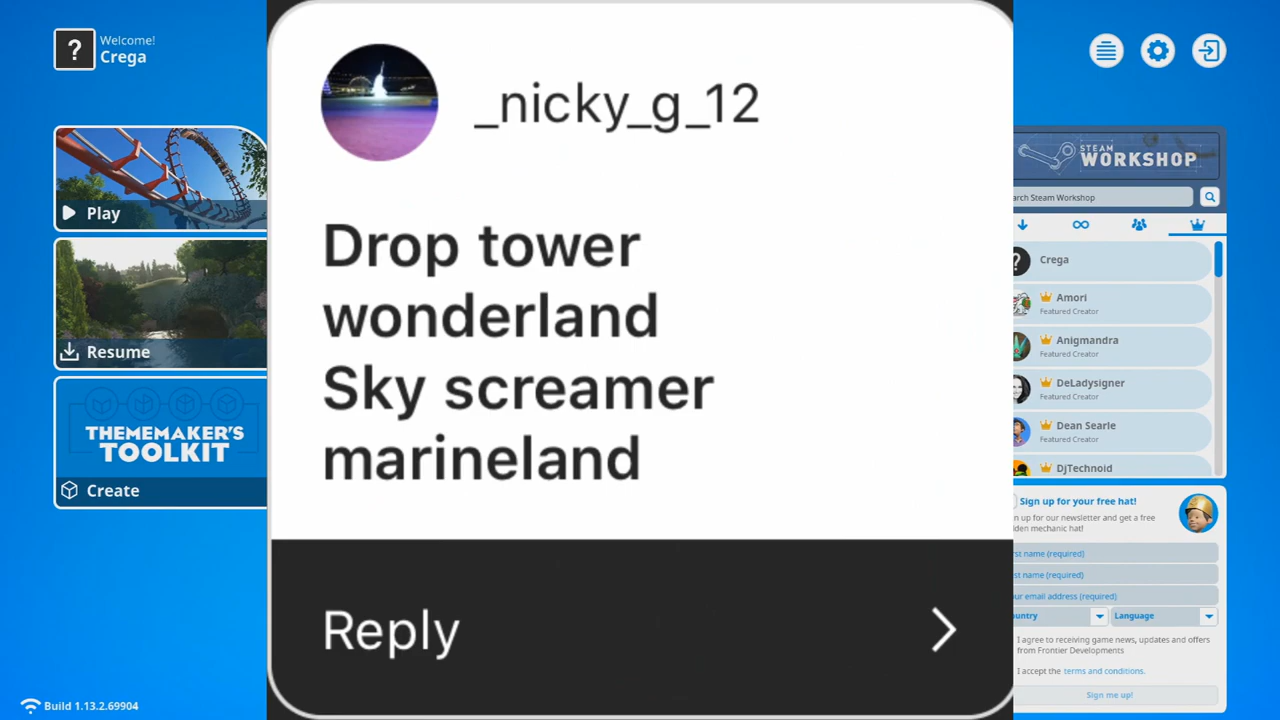 ?
Welcome!
Crega
Play
Resume
THEMEMAKER'S
TOOLKIT
Create
Build 1.13.2.69904
_nicky_g_12
Drop tower
wonderland
Sky screamer
marineland
Reply
STEAM
WORKSHOP
arch Steam Workshop
?
Crega
Amori
Featured Creator
Anigmandra
Featured Creator
DeLadysigner
Featured Creator
Dean Searle
Featured Creator
DjTechnoid
Sign up for your free hat!
n up for our newsletter and get a free
den mechanic hat!
rst name (required)
st name (required)
ur email address (required)
untry
Language
I agree to receiving game news, updates and offers
from Frontier Developments
I accept the terms and conditions.
Sign me up!